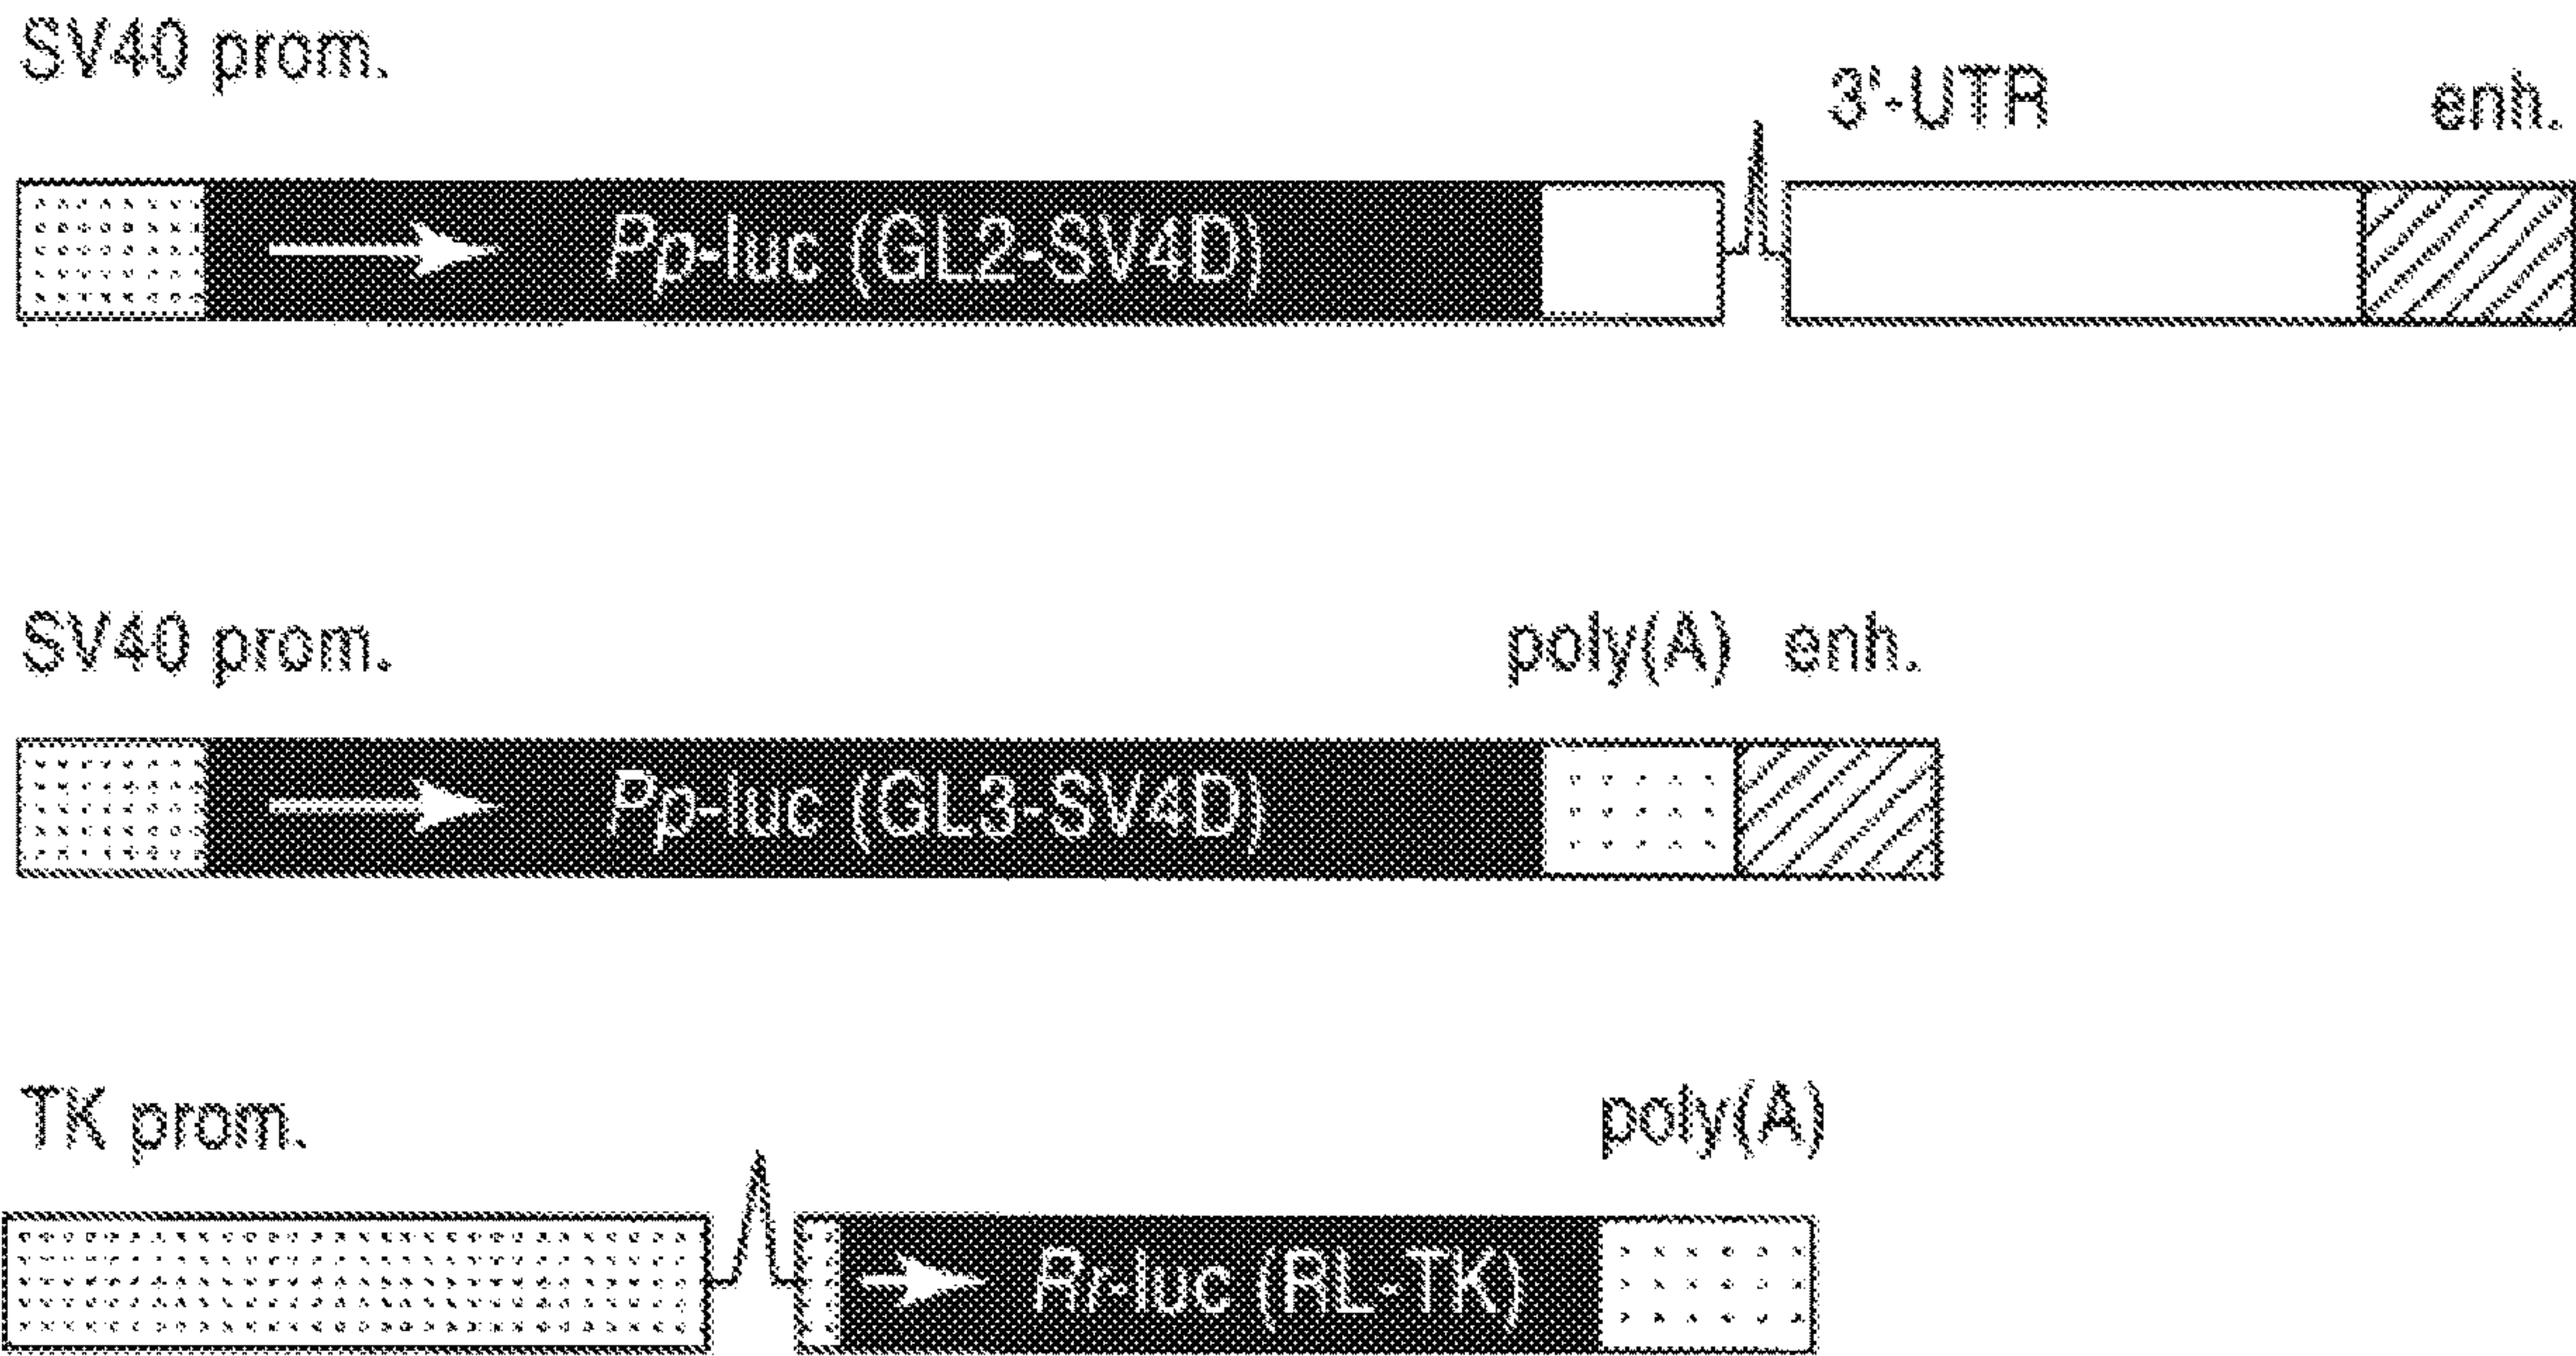 SV40 prom.
3'-UTR
enh.
Pp-luc (GL2-SV4D)
SV40 prom.
poly(A)
enh.
Pp-luc (GL3-SV4D)
TK prom.
poly(A)
Rr-luc (RL-TK)